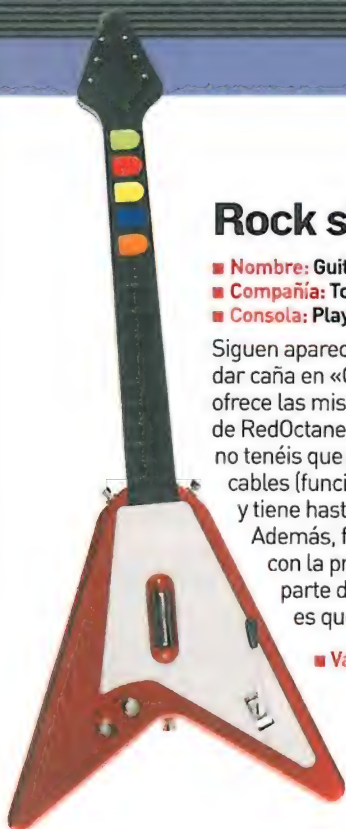 Rock s
Nombre: Guit
Compañía: To
Consola: Play
Siguen aparec
dar caña en «G
ofrece las mis
de RedOctane
no tenéis que
cables (funci
y tiene hast
Además, f
con la pr
parte d
es qu
Va